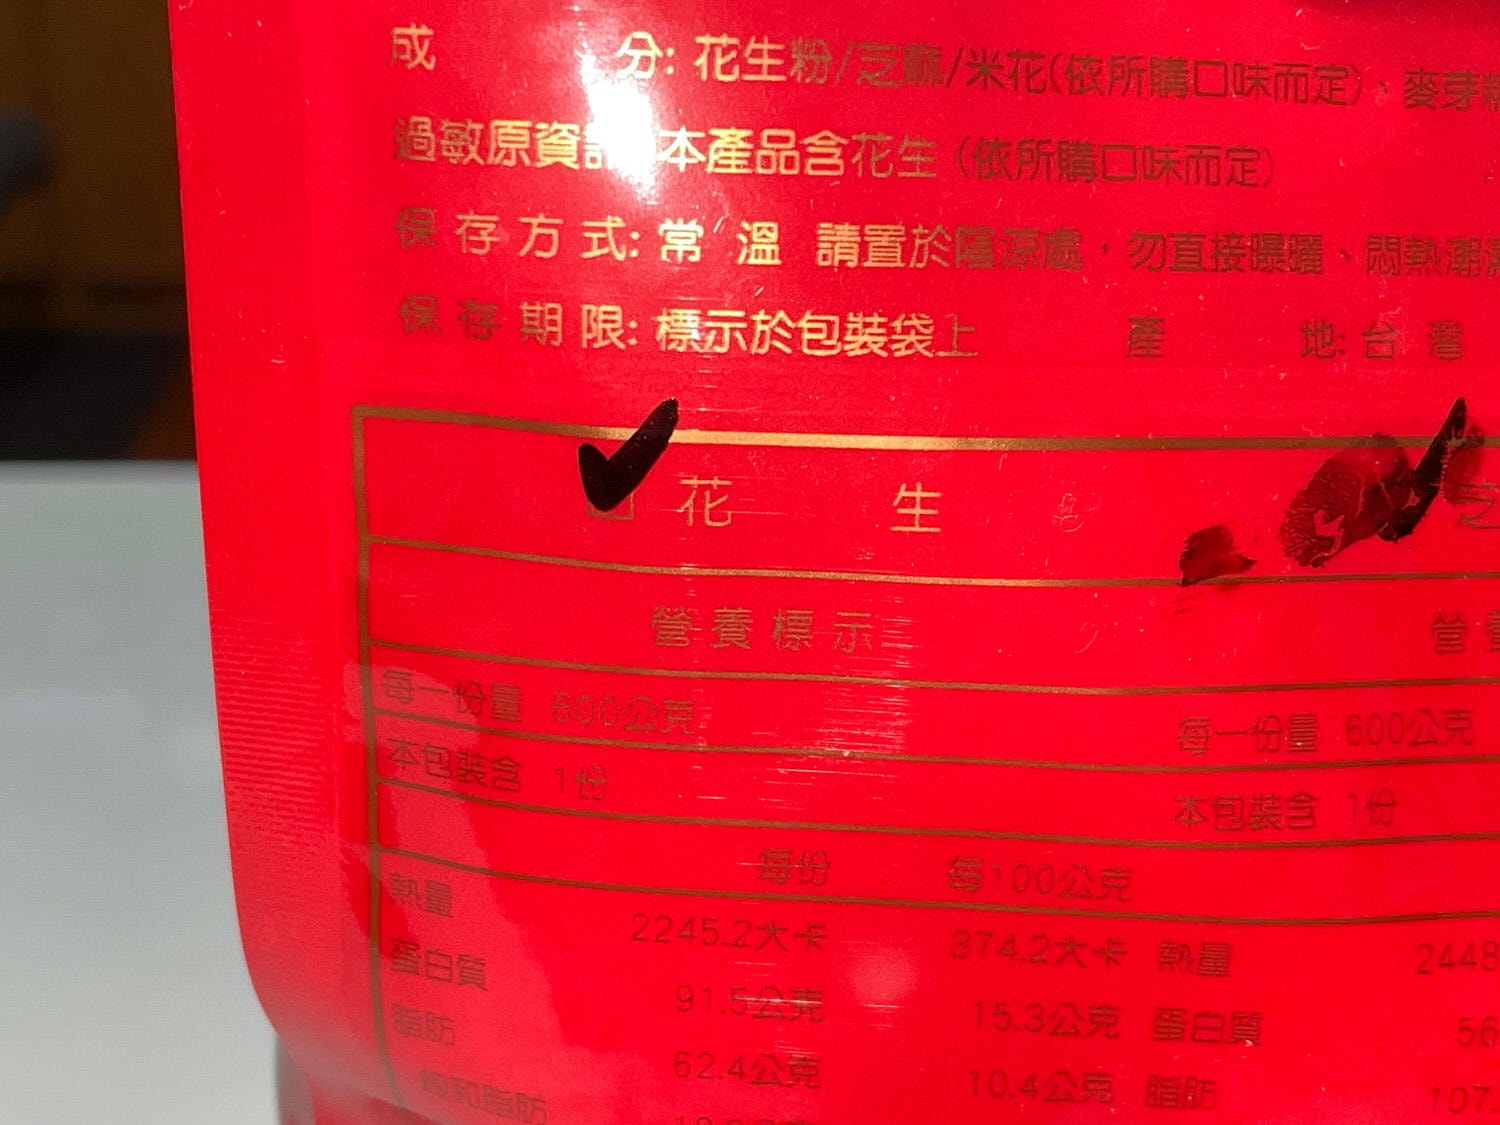 成 分: 花生粉/芝麻/米花(依所購口味而定)、麥芽
過敏原資 本產品含花生 (依所購口味而定)
保存方式: 常 溫 請置於陰涼處，勿直接曝曬、悶熱潮
保存期限: 標示於包裝袋上 產 地: 台 灣
花 生 芝
營養標示 營
每一份量 600公克 每一份量 600公克
本包裝含 1份 本包裝含 1份
每份 每100公克
熱量 2245.2大卡 374.2大卡 熱量 2448
蛋白質 91.5公克 15.3公克 蛋白質 56
脂肪 62.4公克 10.4公克 脂肪 107.
飽和脂肪